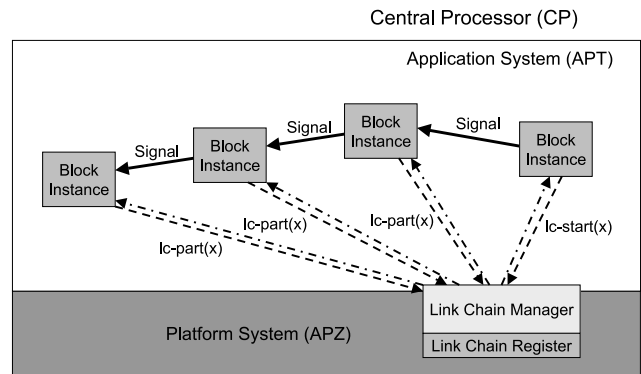 Central Processor (CP)
Application System (APT)
Block
Instance
Signal
Block
Instance
Signal
Block
Instance
Signal
Block
Instance
lc-part(x)
lc-part(x)
lc-part(x)
lc-start(x)
Link Chain Manager
Link Chain Register
Platform System (APZ)